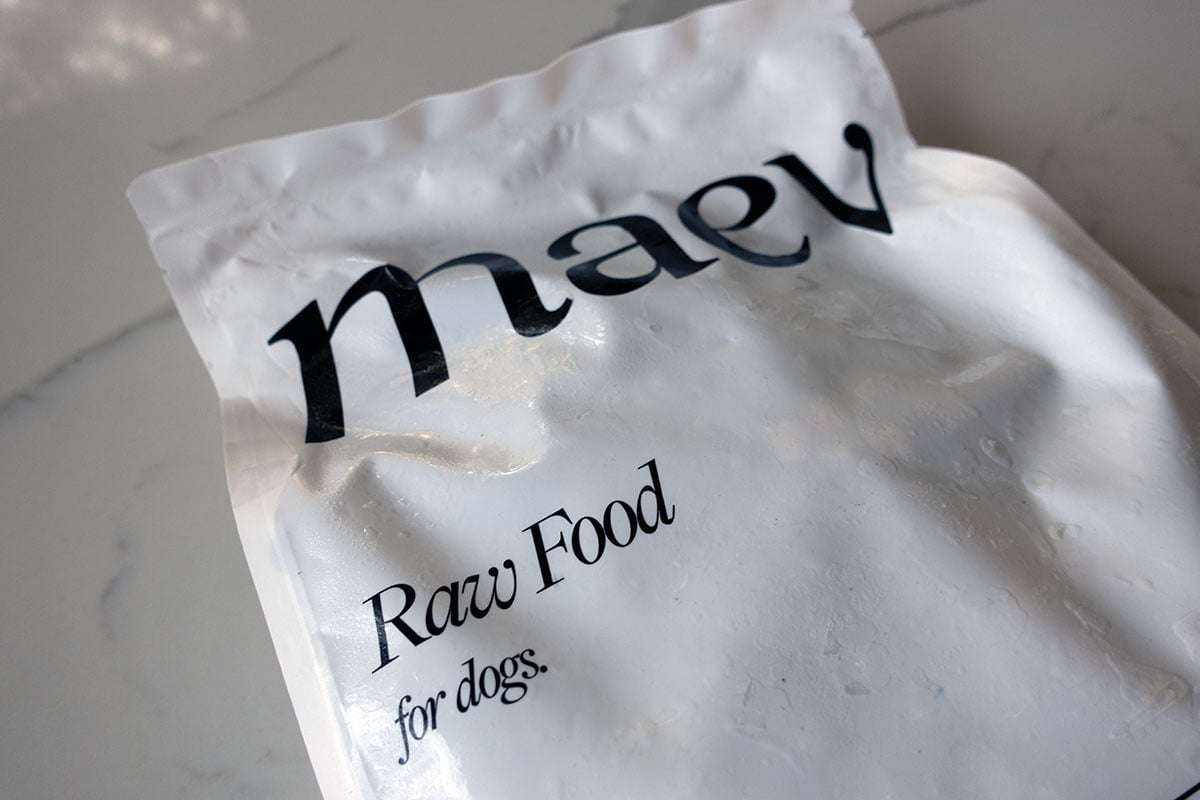 maev
Raw Food
for dogs.